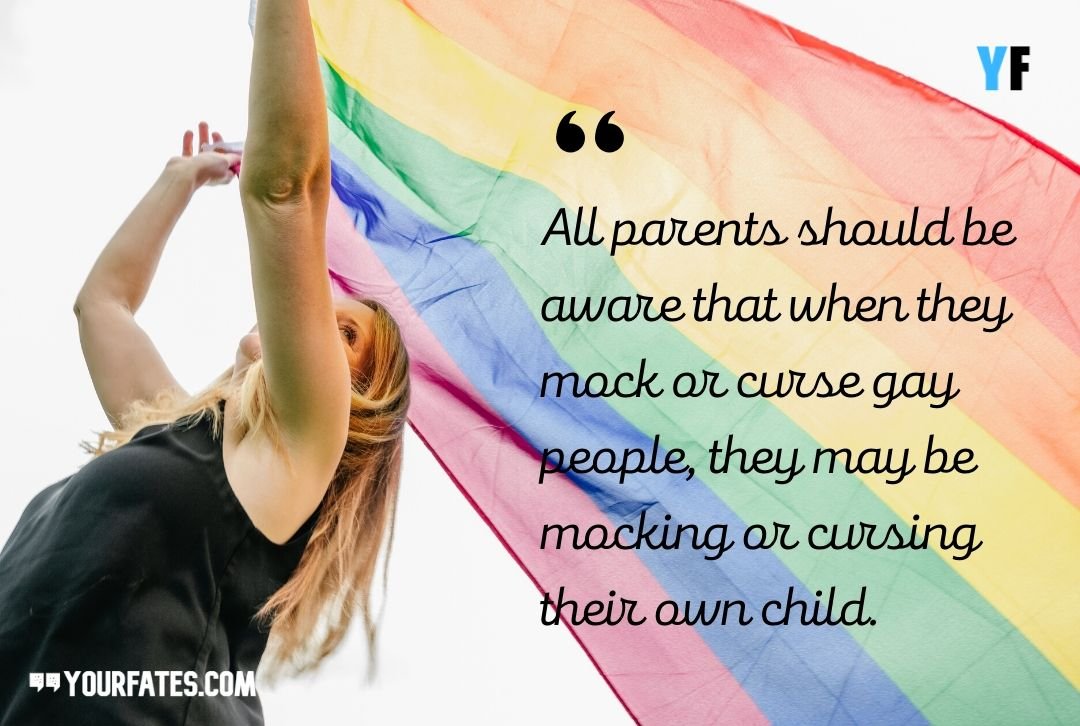 YF
“
All parents should be
aware that when they
mock or curse gay
people, they may be
mocking or cursing
their own child.
❞YOURFATES.COM